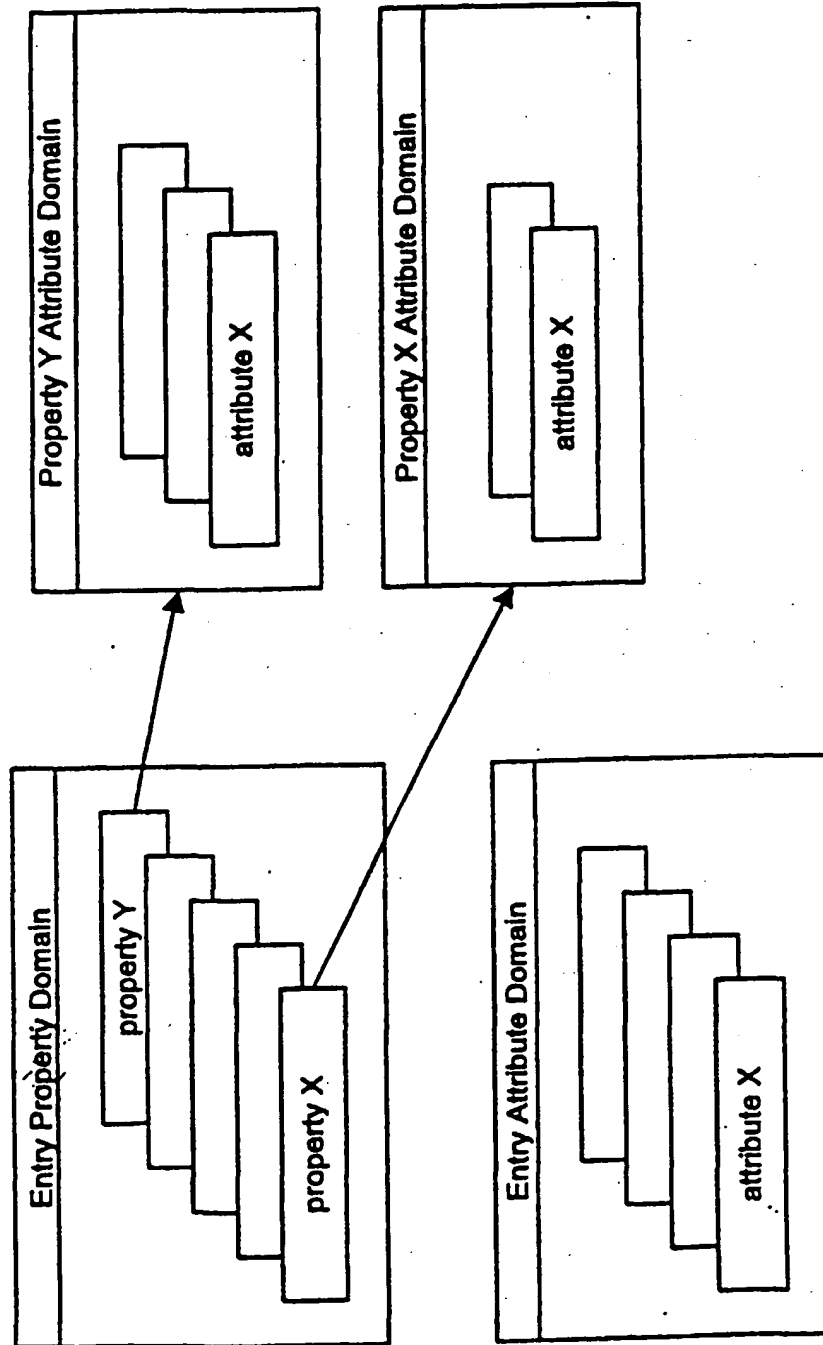 Entry Property Domain
property Y
property X
Entry Attribute Domain
attribute X
Property Y Attribute Domain
attribute X
Property X Attribute Domain
attribute X